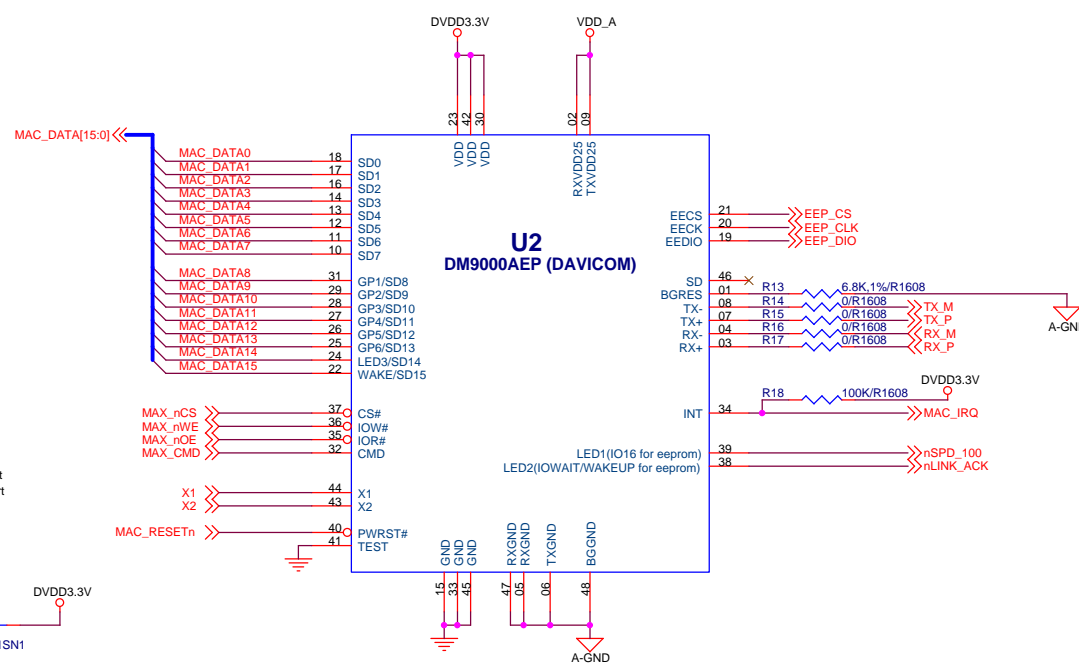 DVDD3.3V
VDD_A
23
42
30
02
09
VDD
VDD
VDD
RXVDD25
TXVDD25
MAC_DATA[15:0]
MAC_DATA0 18 SD0
MAC_DATA1 17 SD1
MAC_DATA2 16 SD2
MAC_DATA3 14 SD3
MAC_DATA4 13 SD4
MAC_DATA5 12 SD5
MAC_DATA6 11 SD6
MAC_DATA7 10 SD7
MAC_DATA8 31 GP1/SD8
MAC_DATA9 29 GP2/SD9
MAC_DATA10 28 GP3/SD10
MAC_DATA11 27 GP4/SD11
MAC_DATA12 26 GP5/SD12
MAC_DATA13 25 GP6/SD13
MAC_DATA14 24 LED3/SD14
MAC_DATA15 22 WAKE/SD15
MAX_nCS 37 CS#
MAX_nWE 36 IOW#
MAX_nOE 35 IOR#
MAX_CMD 32 CMD
X1 44 X1
X2 43 X2
MAC_RESETn 40 PWRST#
41 TEST
U2
DM9000AEP (DAVICOM)
EECS 21 EEP_CS
EECK 20 EEP_CLK
EEDIO 19 EEP_DIO
SD 46
BGRES 01 R13 6.8K,1%/R1608
TX- 08 R14 0/R1608 TX_M
TX+ 07 R15 0/R1608 TX_P
RX- 04 R16 0/R1608 RX_M
RX+ 03 R17 0/R1608 RX_P
A-GND
DVDD3.3V
R18 100K/R1608
INT 34 MAC_IRQ
LED1(IO16 for eeprom) 39 nSPD_100
LED2(IOWAIT/WAKEUP for eeprom) 38 nLINK_ACK
GND
GND
GND
RXGND
RXGND
TXGND
BGGND
15
33
45
47
05
06
48
A-GND
DVDD3.3V